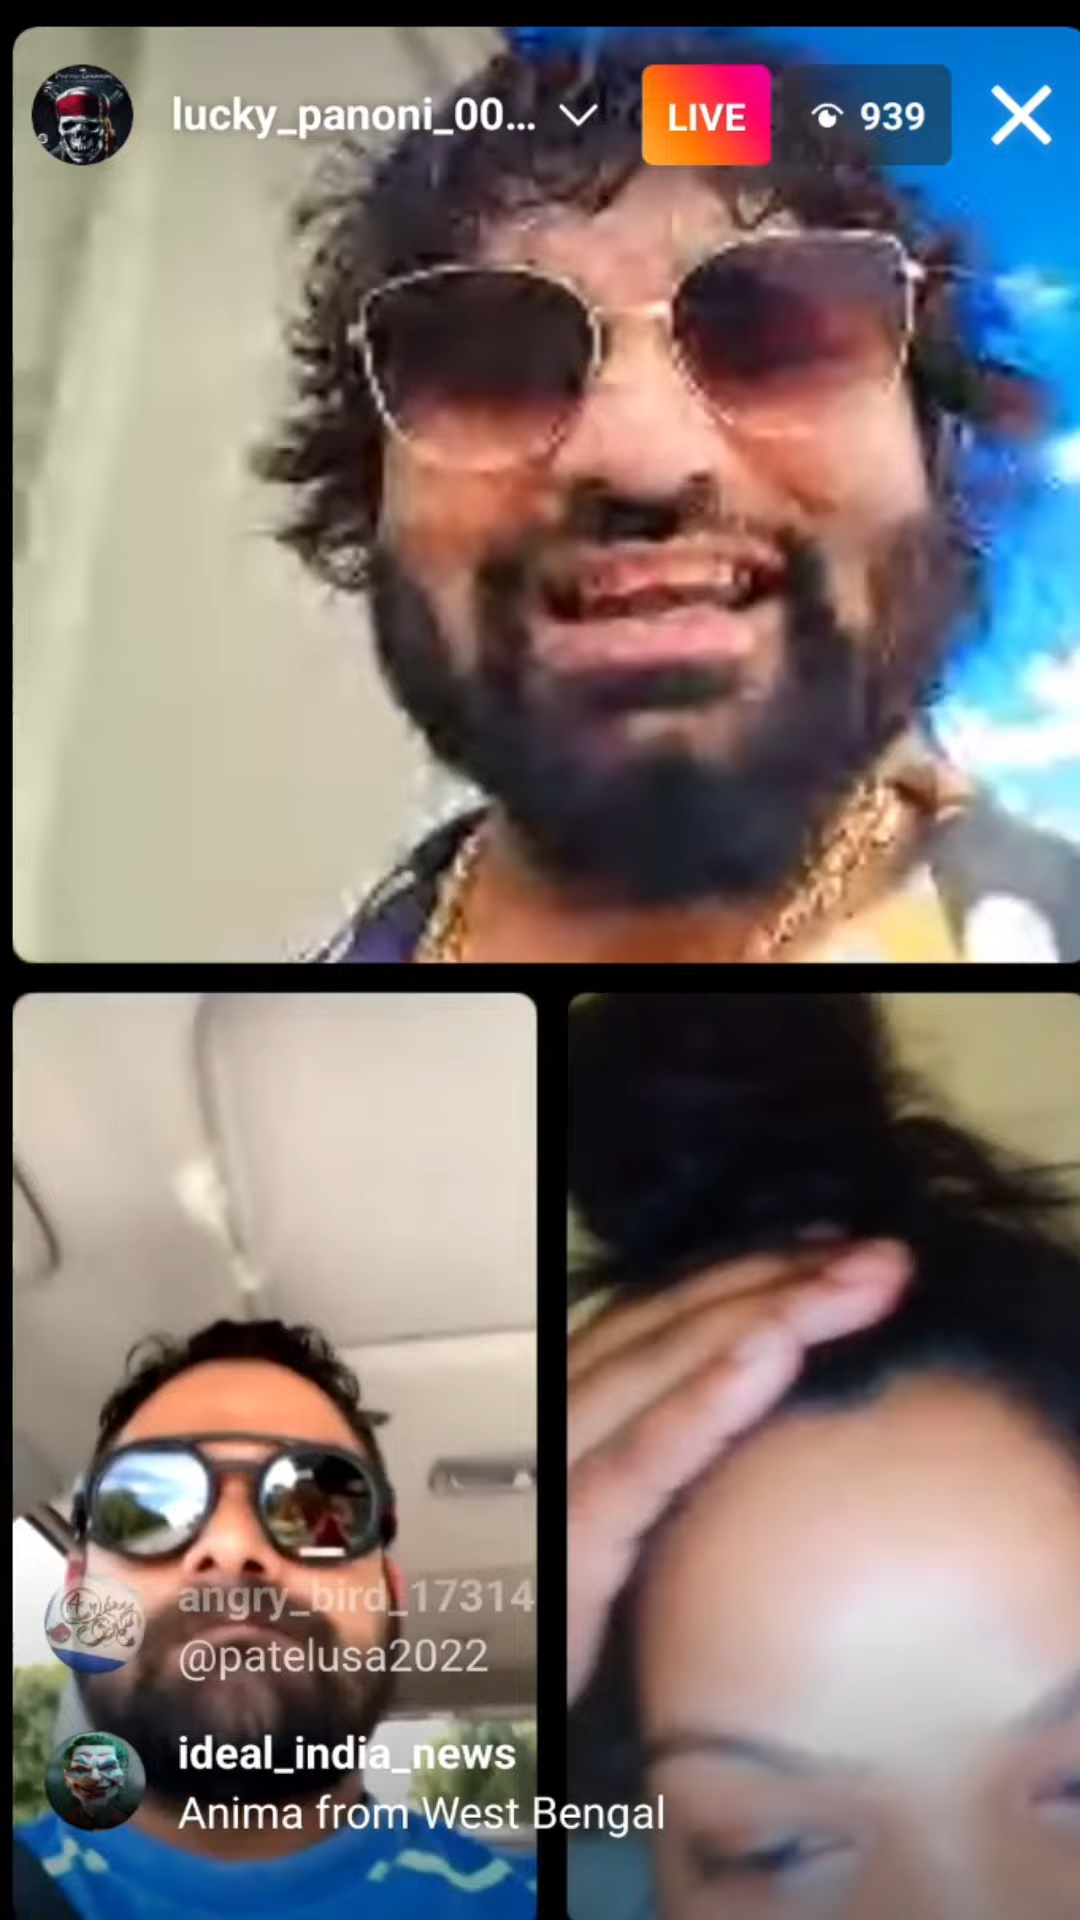 lucky_panoni_00...
LIVE
939
angry_bird_17314
@patelusa2022
ideal_india_news
Anima from West Bengal